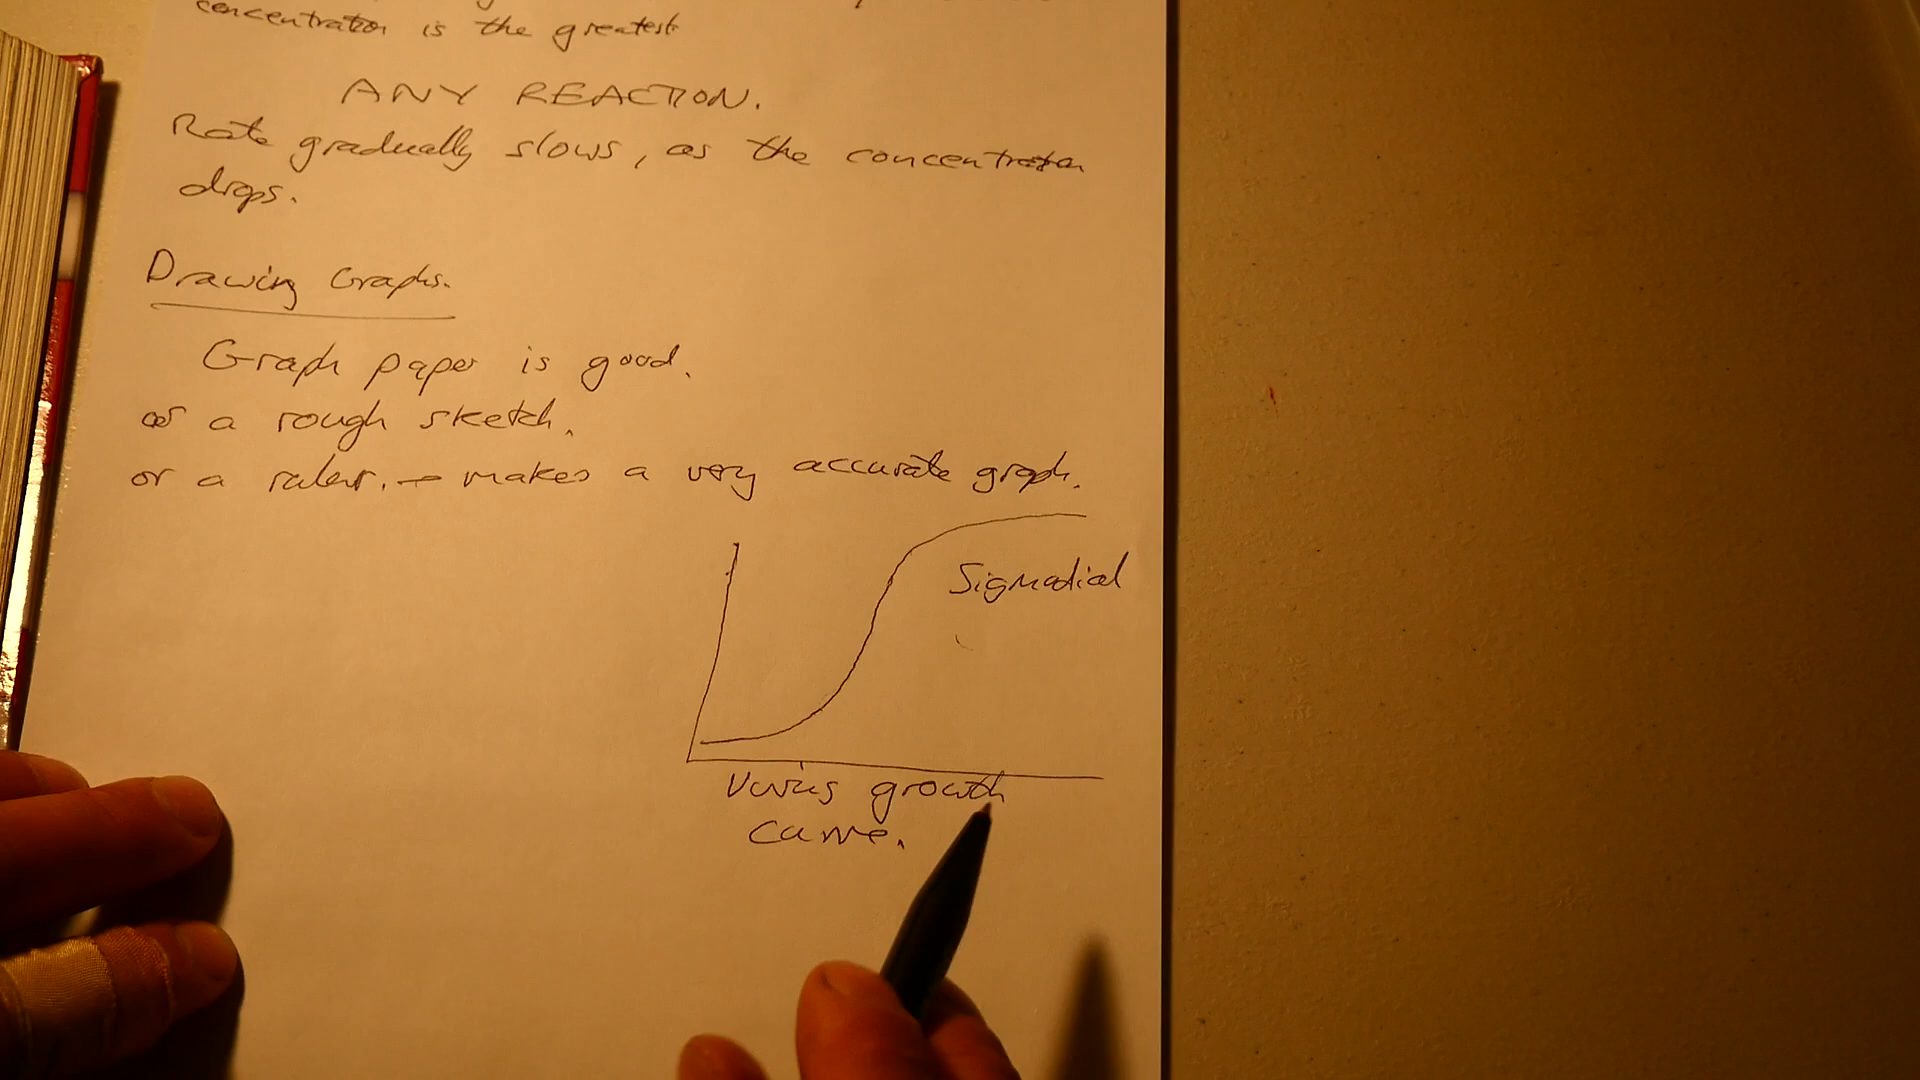 concentration is the greatest
ANY REACTION.
Rate gradually slows, as the concentration
drops.
Drawing Graphs.
Graph paper is good.
or a rough sketch.
or a ruler. → makes a very accurate graph.
Sigmodial
growth
curve.